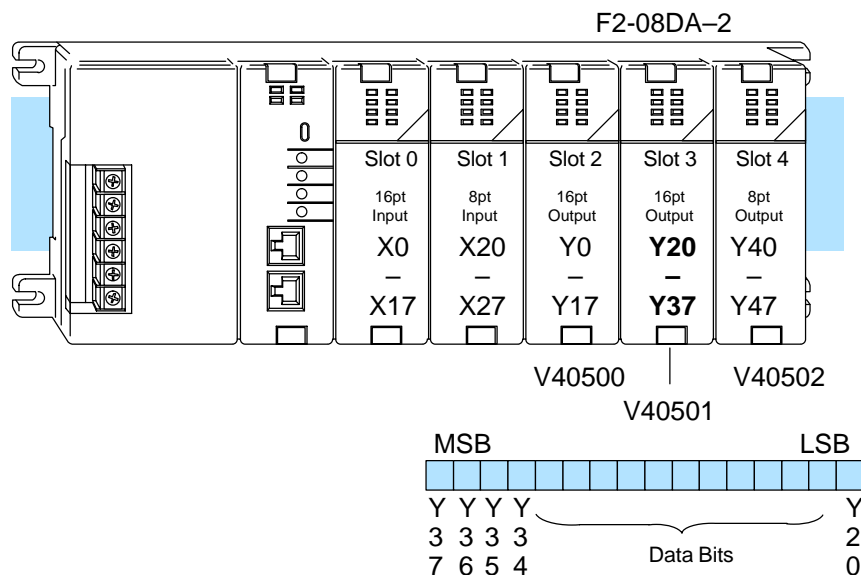 F2-08DA–2
Slot 0 Slot 1 Slot 2 Slot 3 Slot 4
16pt 8pt 16pt 16pt 8pt
Input Input Output Output Output
X0 X20 Y0 Y20 Y40
– – – – –
X17 X27 Y17 Y37 Y47
V40500 V40502
V40501
MSB LSB
Y Y Y Y Y
3 3 3 3 2
7 6 5 4 0
Data Bits